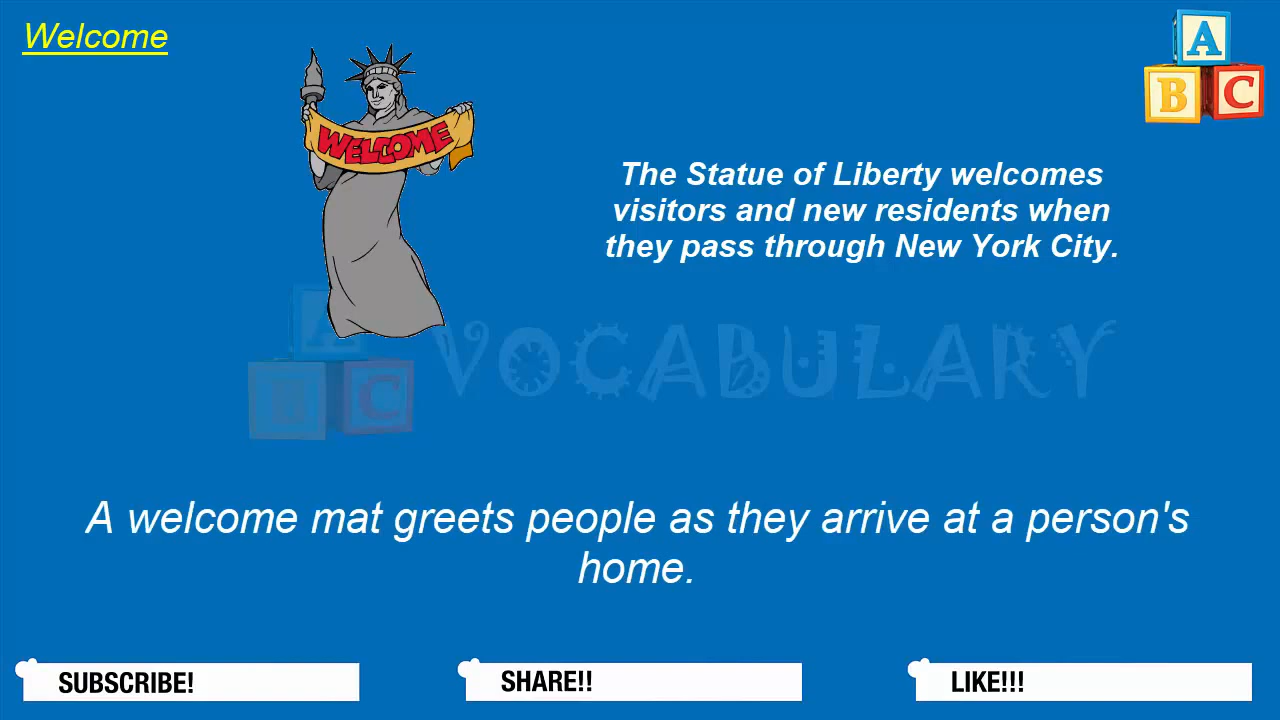 Welcome
A
B C
WELCOME
The Statue of Liberty welcomes
visitors and new residents when
they pass through New York City.
A
B C
VOCABULARY
A welcome mat greets people as they arrive at a person's
home.
SUBSCRIBE!
SHARE!!
LIKE!!!